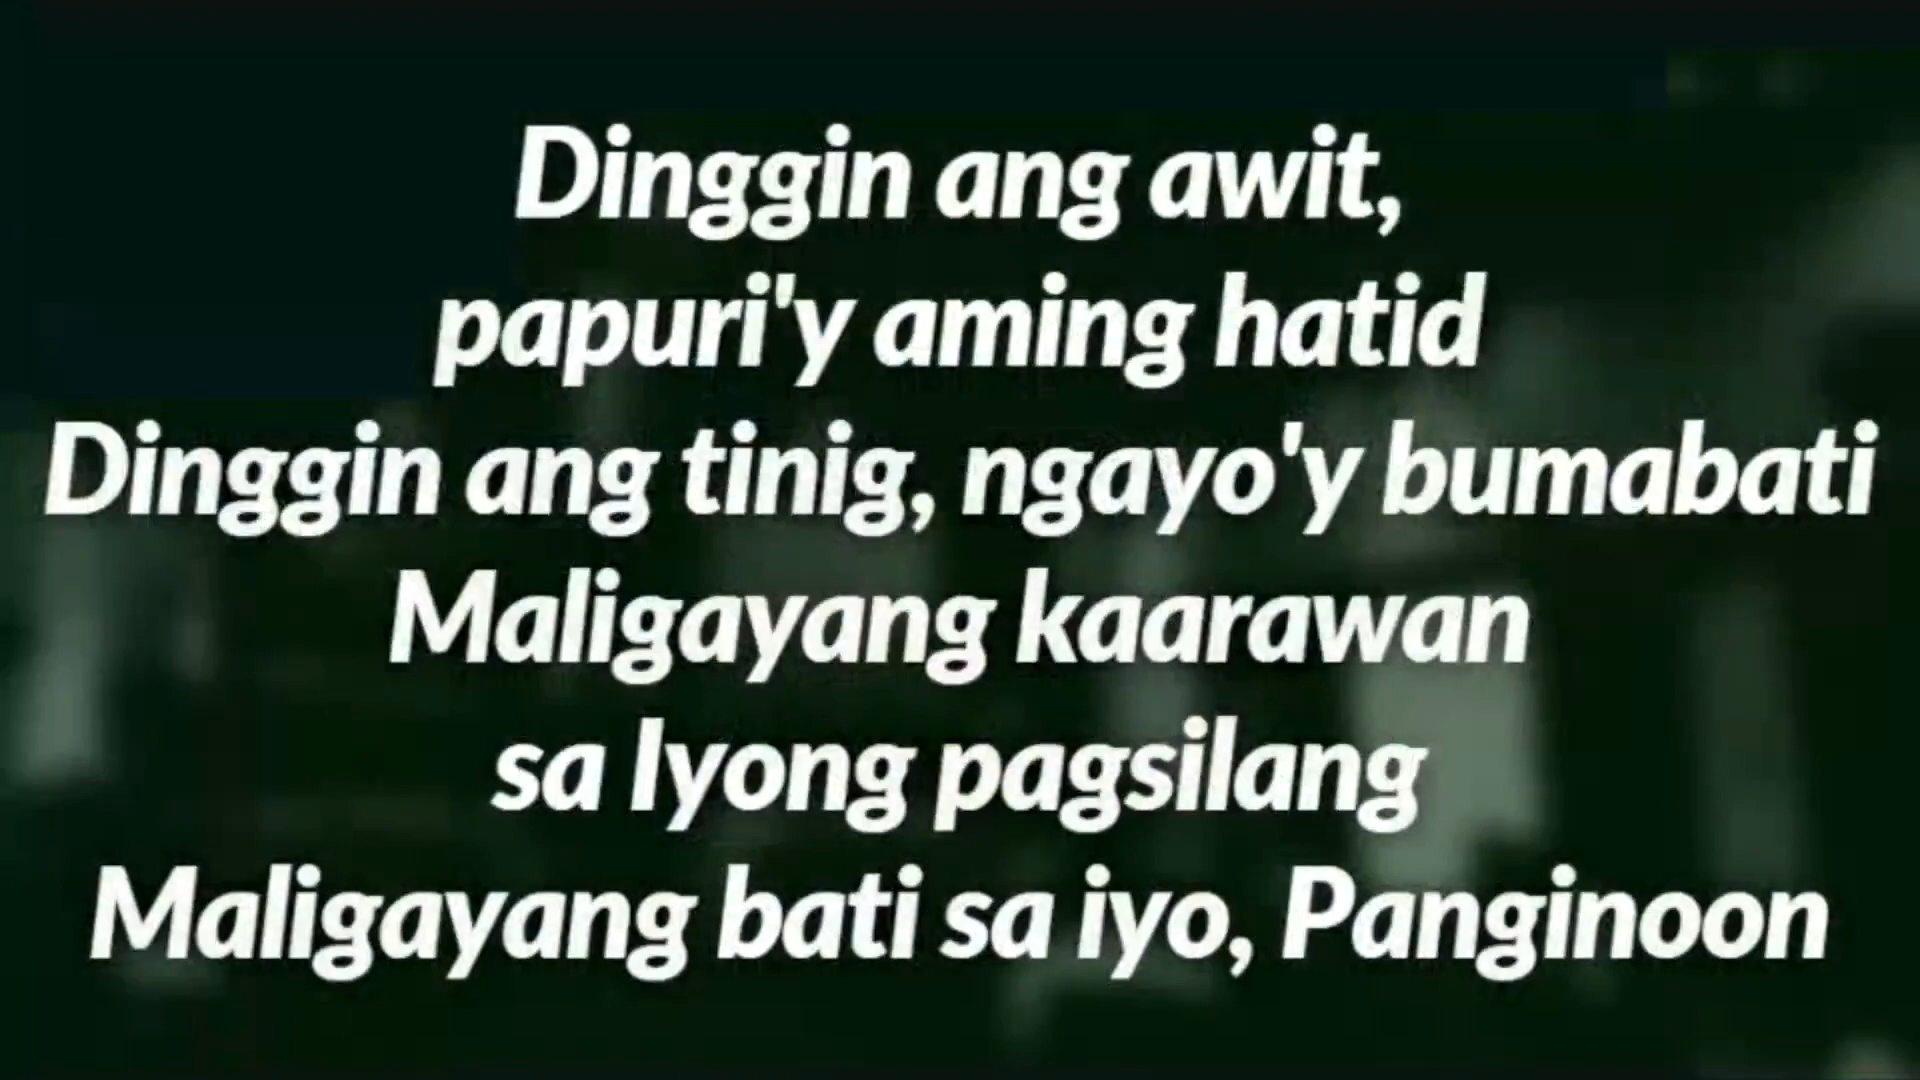 Dinggin ang awit,
papuri'y aming hatid
Dinggin ang tinig, ngayo'y bumabati
Maligayang kaarawan
sa Iyong pagsilang
Maligayang bati sa iyo, Panginoon